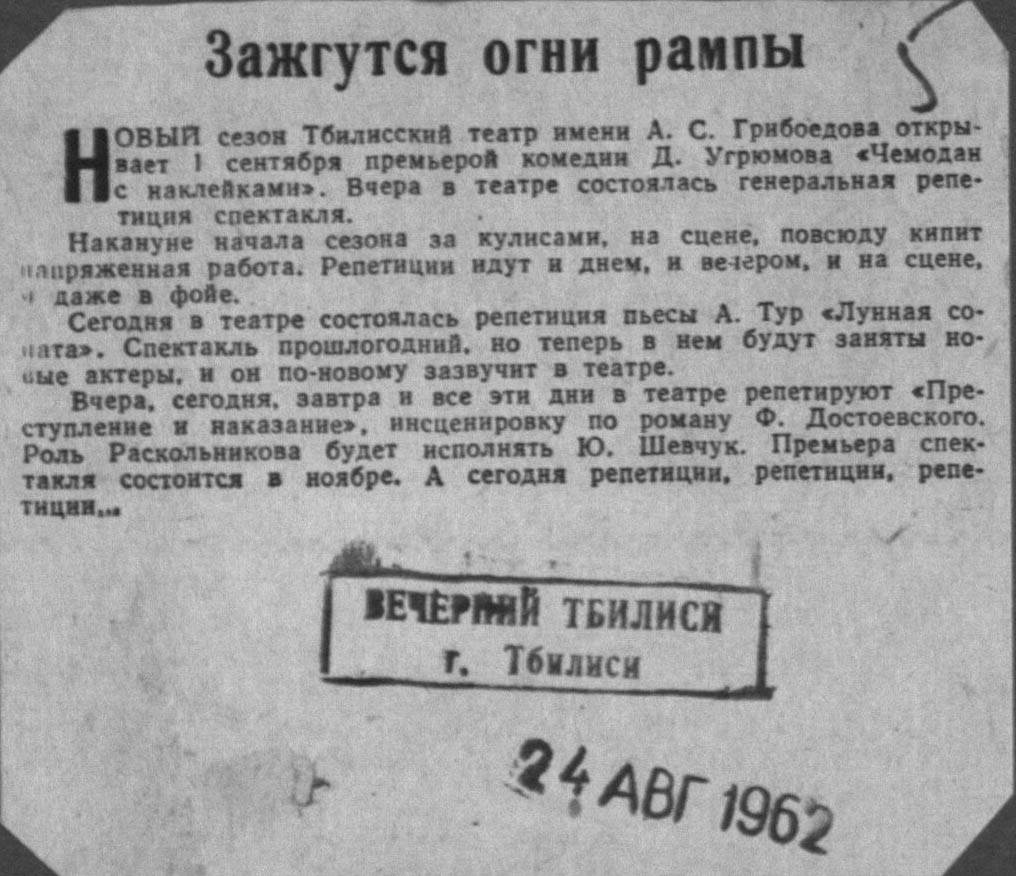 Зажгутся огни рампы
НОВЫЙ сезон Тбилисский театр имени А. С. Грибоедова откры-
вает 1 сентября премьерой комедии Д. Угрюмова «Чемодан
с наклейками». Вчера в театре состоялась генеральная репе-
тиция спектакля.
Накануне начала сезона за кулисами, на сцене, повсюду кипит
напряженная работа. Репетиции идут и днем, и вечером, и на сцене,
и даже в фойе.
Сегодня в театре состоялась репетиция пьесы А. Тур «Лунная со-
ната». Спектакль прошлогодний, но теперь в нем будут заняты но-
вые актеры, и он по-новому зазвучит в театре.
Вчера, сегодня, завтра и все эти дни в театре репетируют «Пре-
ступление и наказание», инсценировку по роману Ф. Достоевского.
Роль Раскольникова будет исполнять Ю. Шевчук. Премьера спек-
такля состоится в ноябре. А сегодня репетиции, репетиции, репе-
тиции...
ВЕЧЕРНИЙ ТБИЛИСИ
г. Тбилиси
24 АВГ 1962
5